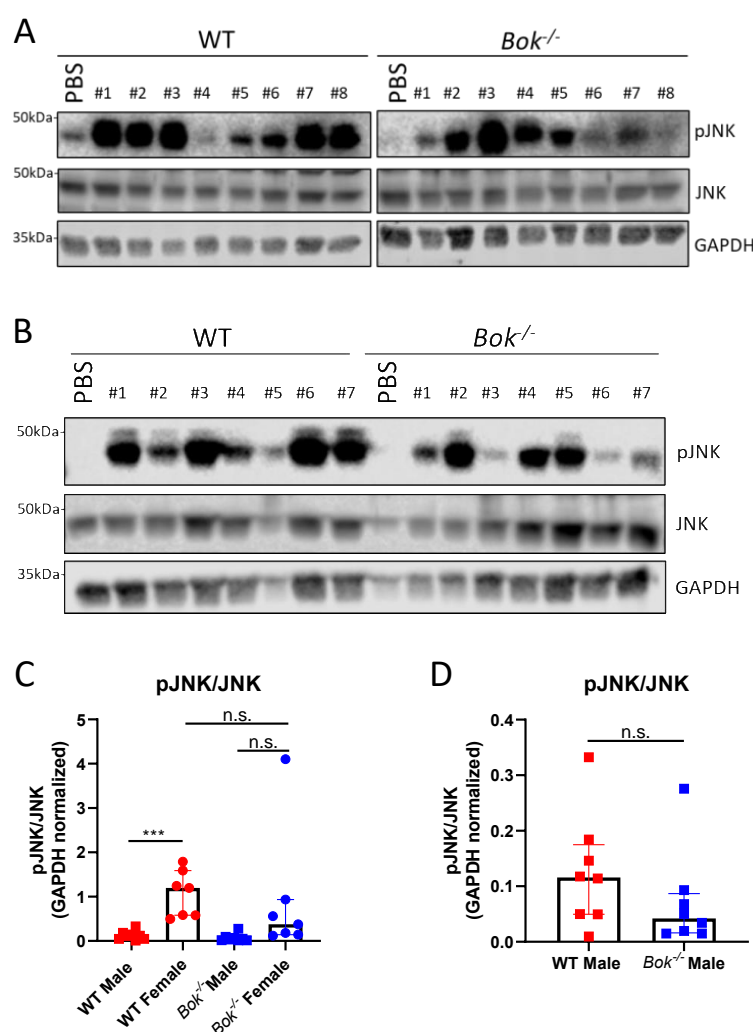 A
WT
Bok-/-
PBS #1 #2 #3 #4 #5 #6 #7 #8 PBS #1 #2 #3 #4 #5 #6 #7 #8
50kDa pJNK
50kDa JNK
35kDa GAPDH
B
WT
Bok-/-
PBS #1 #2 #3 #4 #5 #6 #7 PBS #1 #2 #3 #4 #5 #6 #7
50kDa pJNK
50kDa JNK
35kDa GAPDH
C
pJNK/JNK
pJNK/JNK
(GAPDH normalized)
5
4
3
2
1
0
n.s.
n.s.
***
WT Male
WT Female
Bok-/- Male
Bok-/- Female
D
pJNK/JNK
pJNK/JNK
(GAPDH normalized)
0.4
0.3
0.2
0.1
0.0
n.s.
WT Male
Bok-/- Male